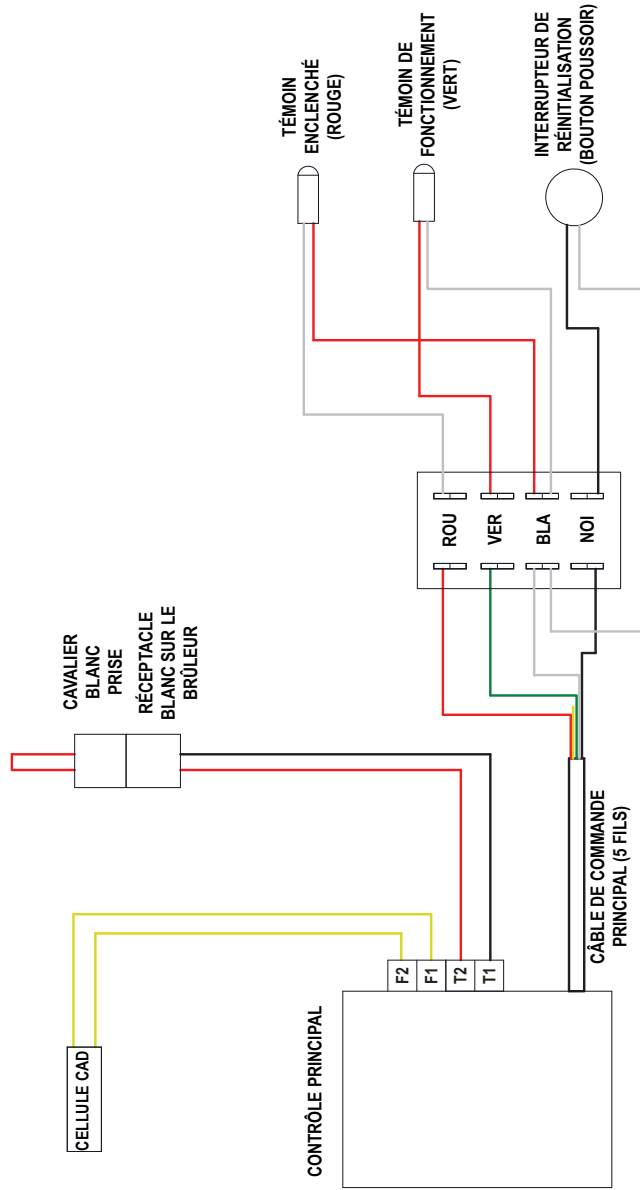 CELLULE CAD
CAVALIER
BLANC
PRISE
RÉCEPTACLE
BLANC SUR LE
BRÛLEUR
CONTRÔLE PRINCIPAL
F2
F1
T2
T1
CÂBLE DE COMMANDE
PRINCIPAL (5 FILS)
ROU
VER
BLA
NOI
TÉMOIN
ENCLENCHÉ
(ROUGE)
TÉMOIN DE
FONCTIONNEMENT
(VERT)
INTERRUPTEUR DE
RÉINITIALISATION
(BOUTON POUSSOIR)